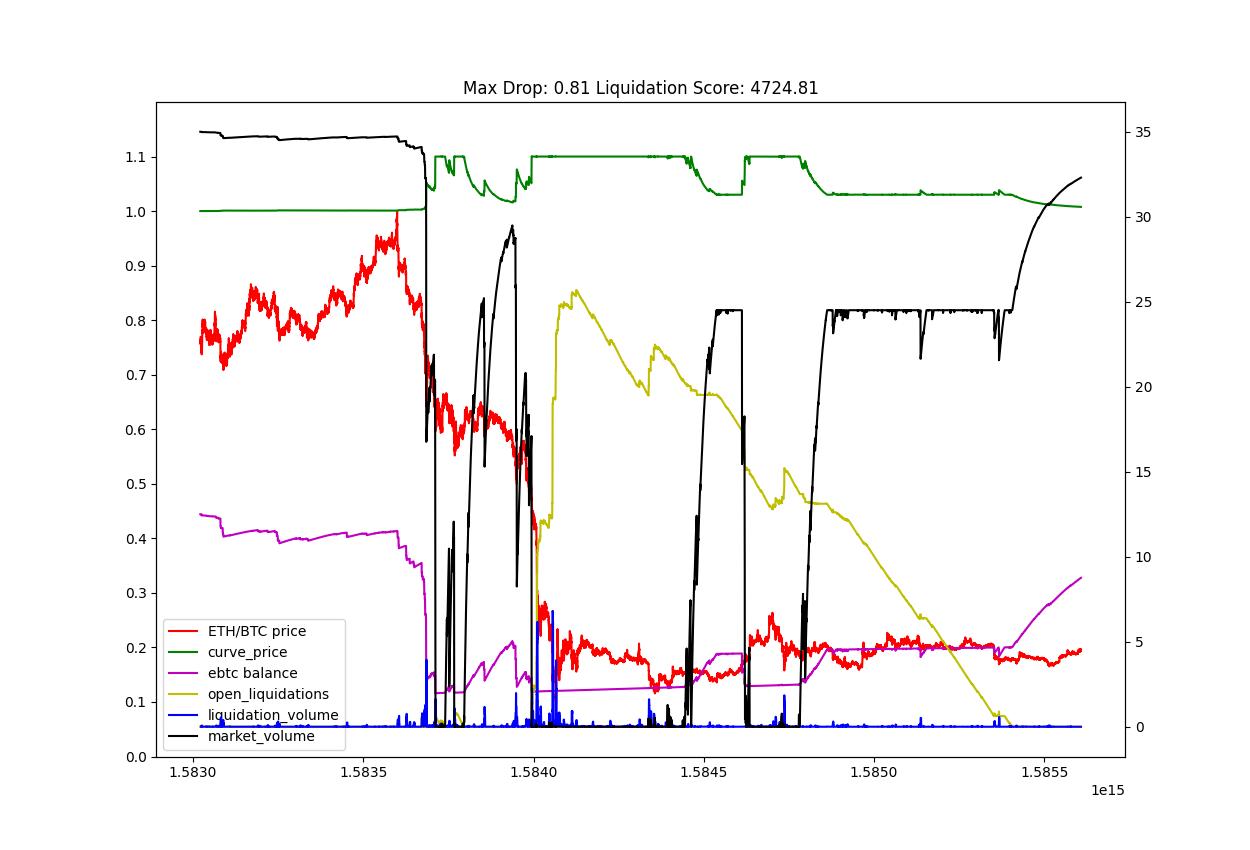 Max Drop: 0.81 Liquidation Score: 4724.81
1.1
1.0
0.9
0.8
0.7
0.6
0.5
0.4
0.3
0.2
0.1
0.0
35
30
25
20
15
10
5
0
ETH/BTC price
curve_price
ebtc balance
open_liquidations
liquidation_volume
market_volume
1.5830 1.5835 1.5840 1.5845 1.5850 1.5855
1e15